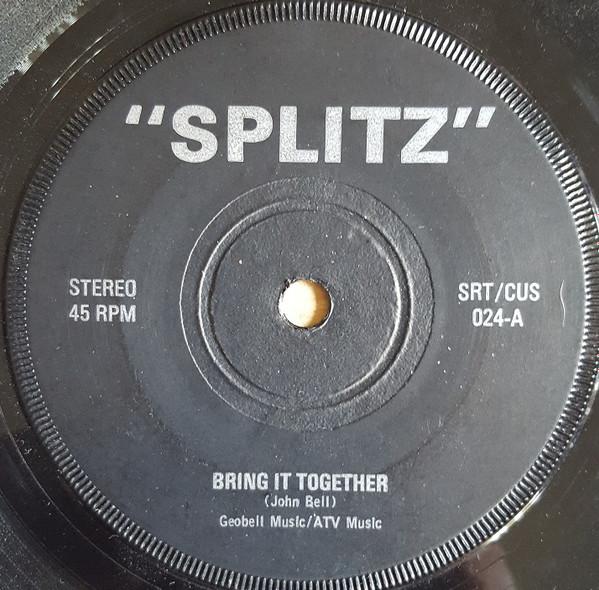 "SPLITZ"
STEREO
45 RPM
SRT/CUS
024-A
BRING IT TOGETHER
(John Bell)
Geobell Music/ATV Music